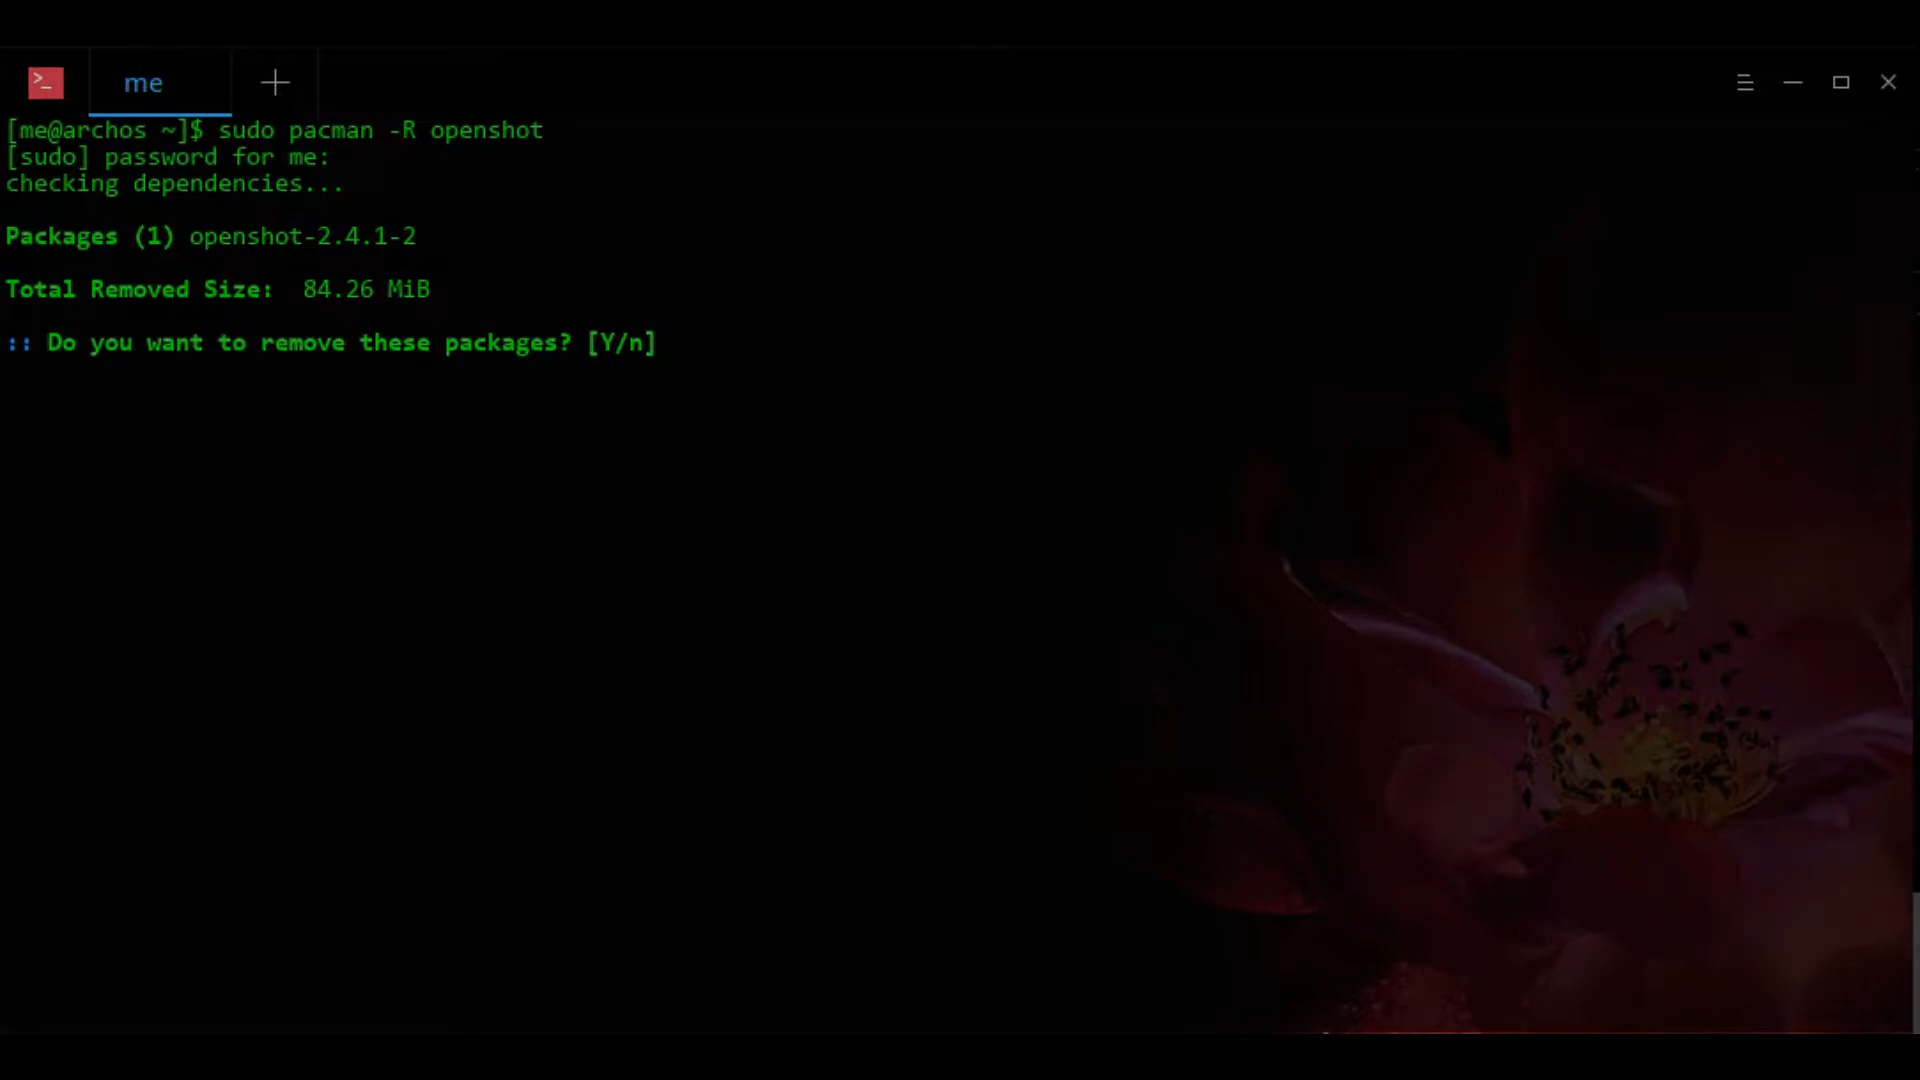 >_
me
[me@archos ~]$ sudo pacman -R openshot
[sudo] password for me:
checking dependencies...
Packages (1) openshot-2.4.1-2
Total Removed Size:  84.26 MiB
:: Do you want to remove these packages? [Y/n]